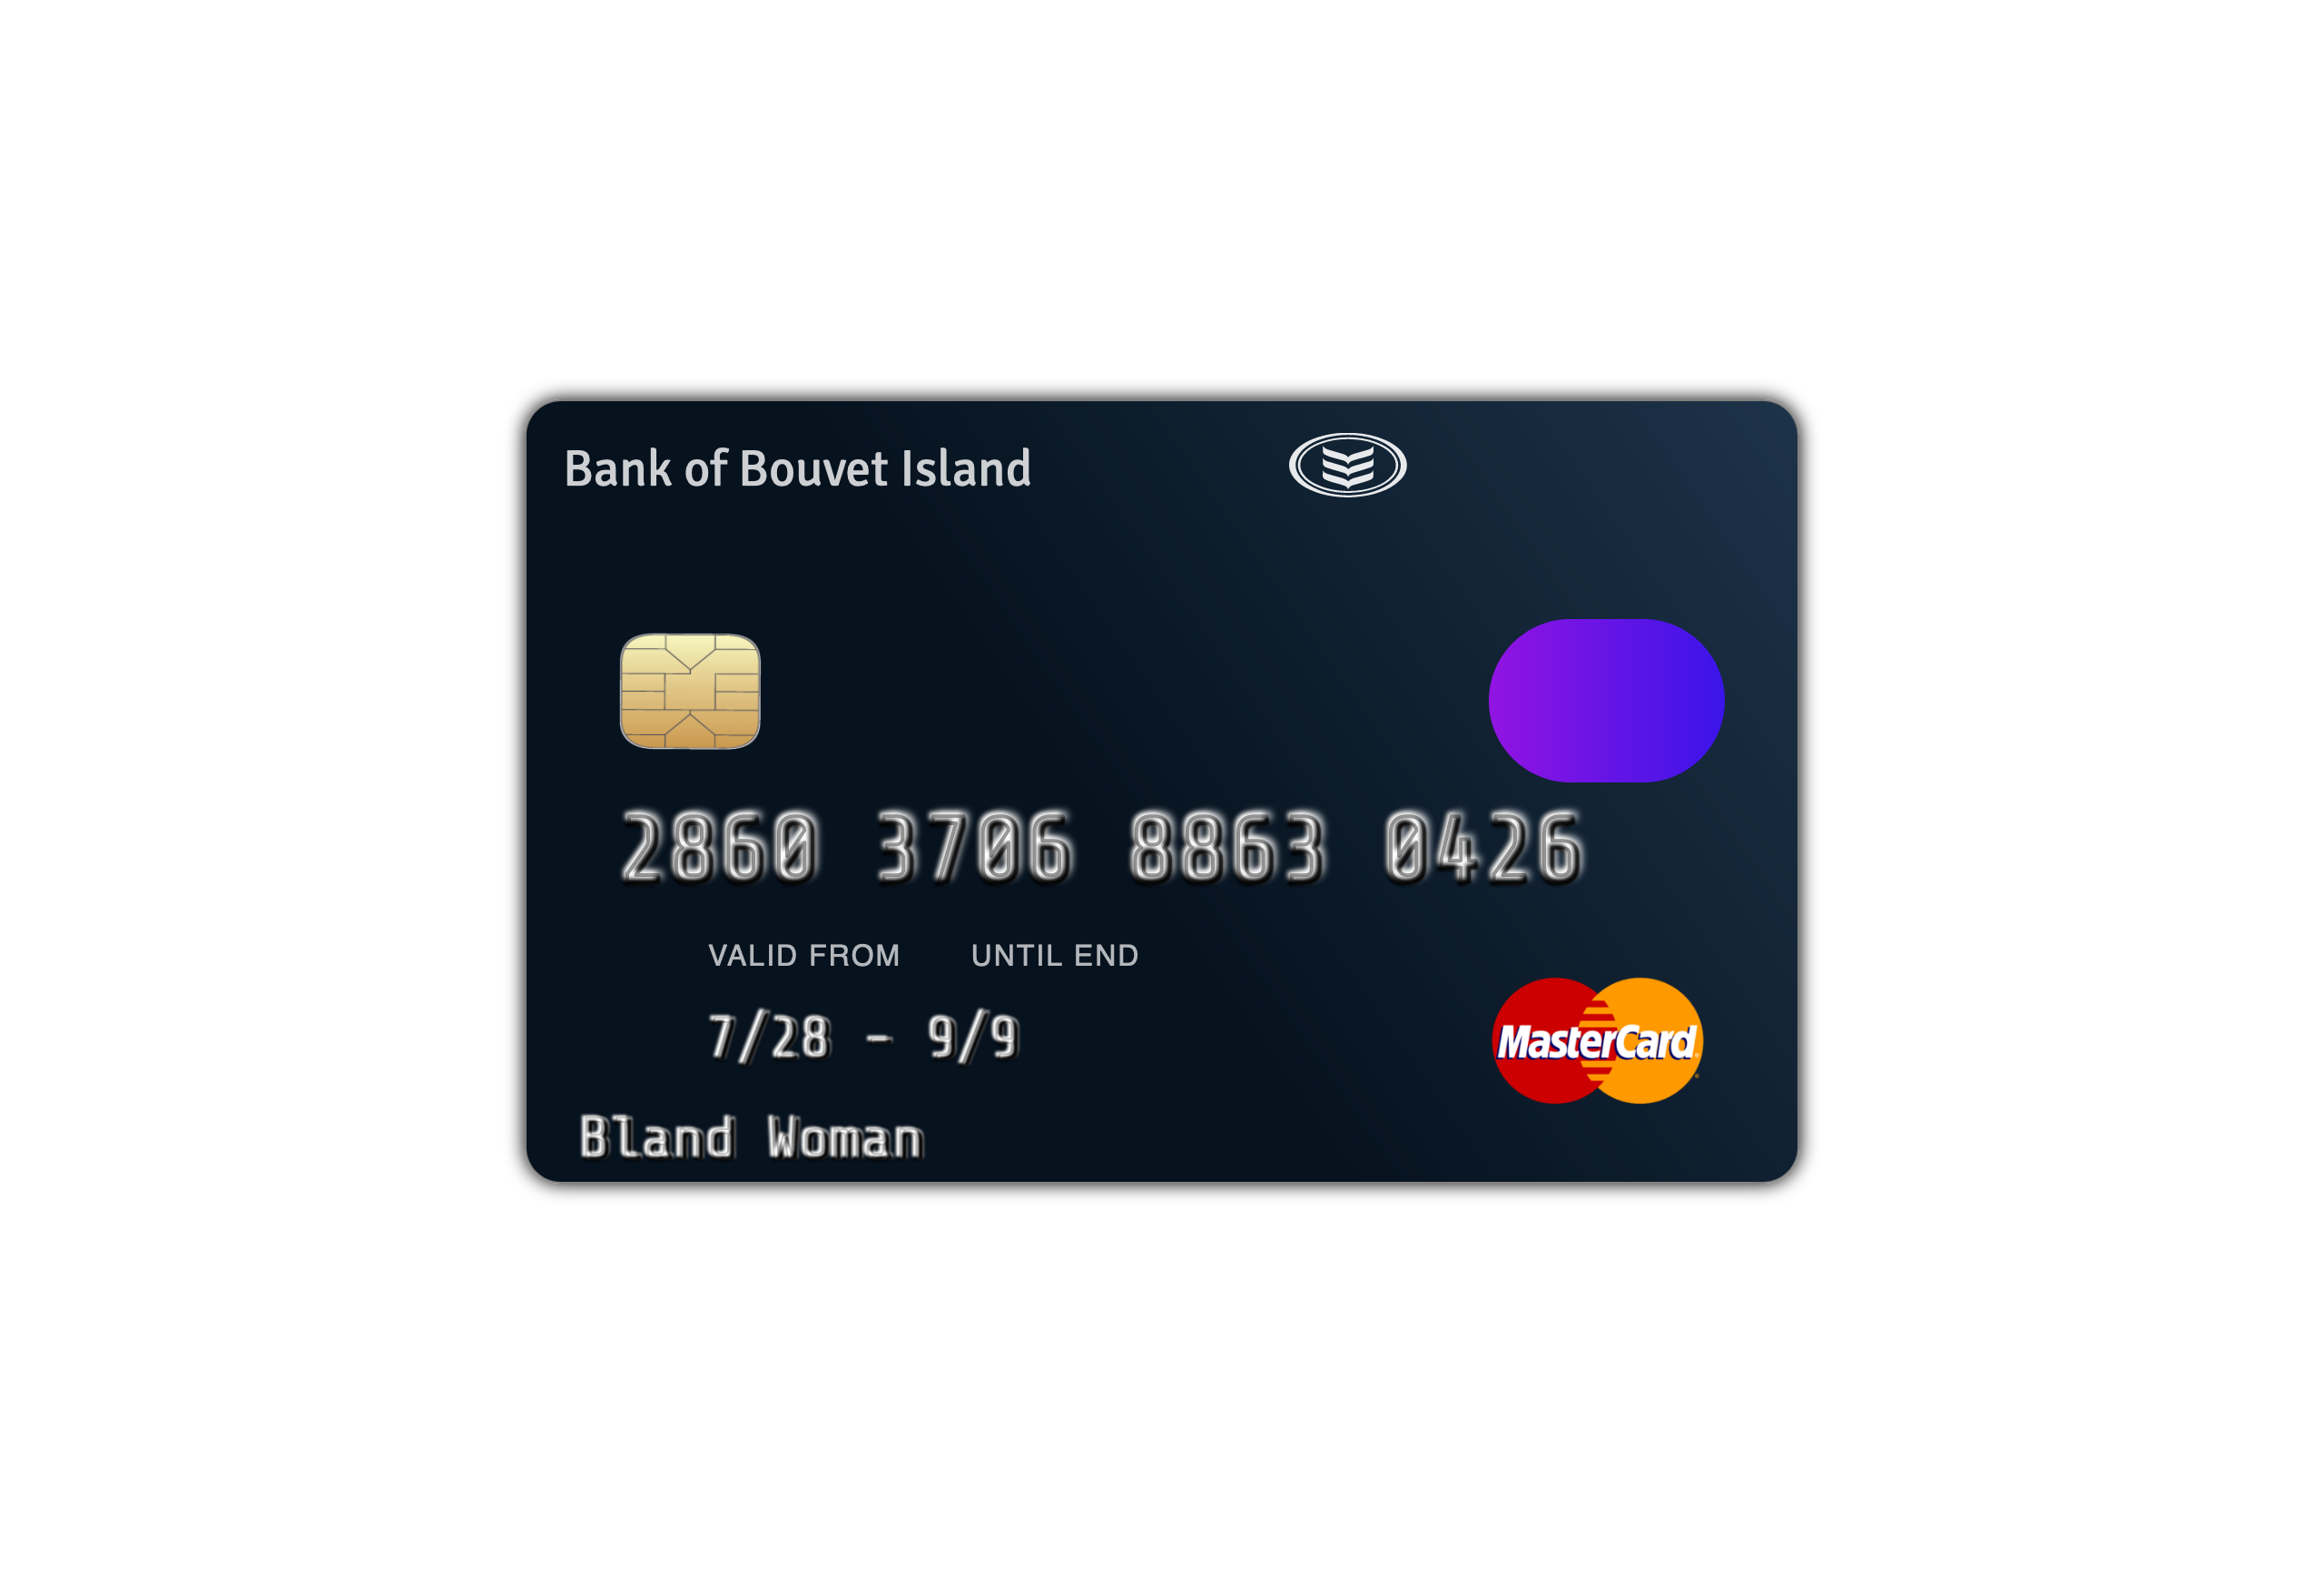 Bank of Bouvet Island
2860 3706 8863 0426
VALID FROM UNTIL END
7/28 - 9/9
MasterCard
Bland Woman